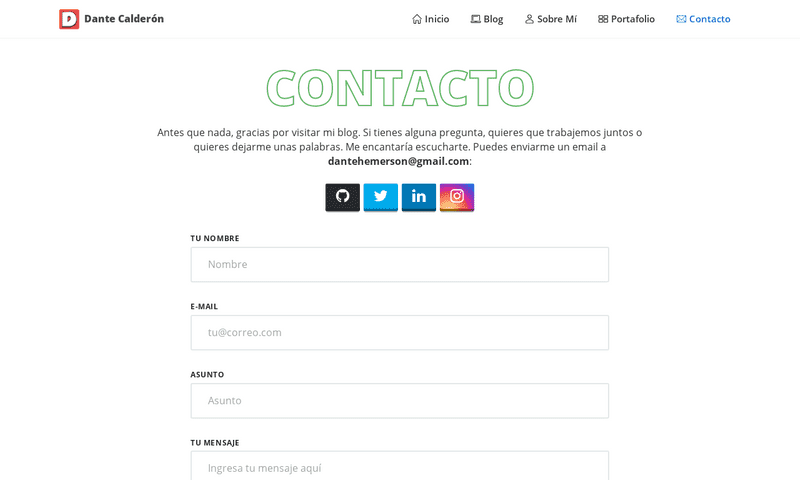 Dante Calderón
Inicio
Blog
Sobre Mí
Portafolio
Contacto
CONTACTO
Antes que nada, gracias por visitar mi blog. Si tienes alguna pregunta, quieres que trabajemos juntos o
quieres dejarme unas palabras. Me encantaría escucharte. Puedes enviarme un email a
dantehemerson@gmail.com:
TU NOMBRE
Nombre
E-MAIL
tu@correo.com
ASUNTO
Asunto
TU MENSAJE
Ingresa tu mensaje aquí